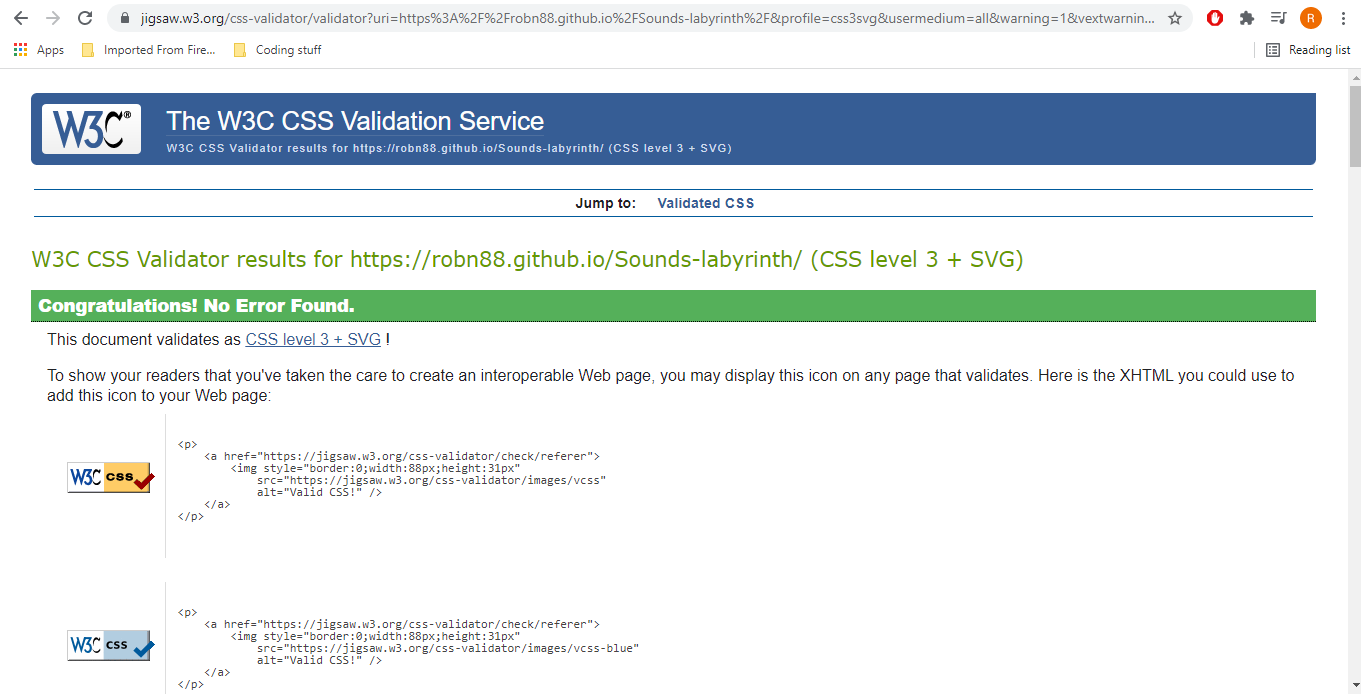 jigsaw.w3.org/css-validator/validator?uri=https%3A%2F%2Frobn88.github.io%2FSounds-labyrinth%2F&profile=css3svg&usermedium=all&warning=1&vextwarnin...
R
Apps
Imported From Fire...
Coding stuff
Reading list
W3C®
The W3C CSS Validation Service
W3C CSS Validator results for https://robn88.github.io/Sounds-labyrinth/ (CSS level 3 + SVG)
Jump to: Validated CSS
W3C CSS Validator results for https://robn88.github.io/Sounds-labyrinth/ (CSS level 3 + SVG)
Congratulations! No Error Found.
This document validates as CSS level 3 + SVG !
To show your readers that you've taken the care to create an interoperable Web page, you may display this icon on any page that validates. Here is the XHTML you could use to
add this icon to your Web page:
W3C css
<p>
    <a href="https://jigsaw.w3.org/css-validator/check/referer">
        <img style="border:0;width:88px;height:31px"
            src="https://jigsaw.w3.org/css-validator/images/vcss"
            alt="Valid CSS!" />
    </a>
</p>
W3C css
<p>
    <a href="https://jigsaw.w3.org/css-validator/check/referer">
        <img style="border:0;width:88px;height:31px"
            src="https://jigsaw.w3.org/css-validator/images/vcss-blue"
            alt="Valid CSS!" />
    </a>
</p>